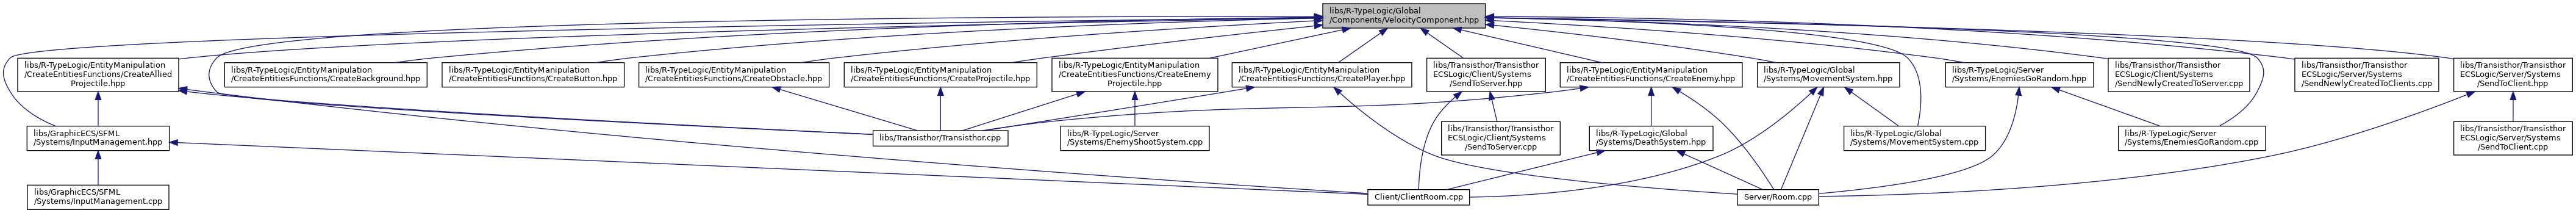 libs/R-TypeLogic/Global
/Components/VelocityComponent.hpp
libs/R-TypeLogic/EntityManipulation
/CreateEntitiesFunctions/CreateAllied
Projectile.hpp
libs/R-TypeLogic/EntityManipulation
/CreateEntitiesFunctions/CreateBackground.hpp
libs/R-TypeLogic/EntityManipulation
/CreateEntitiesFunctions/CreateButton.hpp
libs/R-TypeLogic/EntityManipulation
/CreateEntitiesFunctions/CreateObstacle.hpp
libs/R-TypeLogic/EntityManipulation
/CreateEntitiesFunctions/CreateProjectile.hpp
libs/R-TypeLogic/EntityManipulation
/CreateEntitiesFunctions/CreateEnemy
Projectile.hpp
libs/R-TypeLogic/EntityManipulation
/CreateEntitiesFunctions/CreatePlayer.hpp
libs/Transisthor/Transisthor
ECSLogic/Client/Systems
/SendToServer.hpp
libs/R-TypeLogic/EntityManipulation
/CreateEntitiesFunctions/CreateEnemy.hpp
libs/R-TypeLogic/Global
/Systems/MovementSystem.hpp
libs/R-TypeLogic/Server
/Systems/EnemiesGoRandom.hpp
libs/Transisthor/Transisthor
ECSLogic/Client/Systems
/SendNewlyCreatedToServer.cpp
libs/Transisthor/Transisthor
ECSLogic/Server/Systems
/SendNewlyCreatedToClients.cpp
libs/Transisthor/Transisthor
ECSLogic/Server/Systems
/SendToClient.hpp
libs/GraphicECS/SFML
/Systems/InputManagement.hpp
libs/Transisthor/Transisthor.cpp
libs/R-TypeLogic/Server
/Systems/EnemyShootSystem.cpp
libs/Transisthor/Transisthor
ECSLogic/Client/Systems
/SendToServer.cpp
libs/R-TypeLogic/Global
/Systems/DeathSystem.hpp
libs/R-TypeLogic/Global
/Systems/MovementSystem.cpp
libs/R-TypeLogic/Server
/Systems/EnemiesGoRandom.cpp
libs/Transisthor/Transisthor
ECSLogic/Server/Systems
/SendToClient.cpp
libs/GraphicECS/SFML
/Systems/InputManagement.cpp
Client/ClientRoom.cpp
Server/Room.cpp